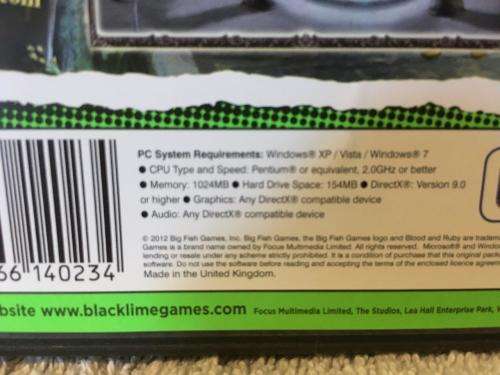 PC System Requirements: Windows® XP / Vista / Windows® 7
● CPU Type and Speed: Pentium® or equivalent, 2.0GHz or better
● Memory: 1024MB ● Hard Drive Space: 154MB ● DirectX®: Version 9.0
or higher ● Graphics: Any DirectX® compatible device
● Audio: Any DirectX® compatible device
© 2012 Big Fish Games, Inc. Big Fish Games, the Big Fish Games logo and Blood and Ruby are tradem
Games is a brand name owned by Focus Multimedia Limited. All rights reserved. Microsoft® and Window
lending or resale under any scheme strictly prohibited. It is a condition of purchase that this original pack
software. Do not use the software before reading and accepting the terms of the enclosed licence agreem
Made in the United Kingdom.
66 140234
bsite www.blacklimegames.com Focus Multimedia Limited, The Studios, Lea Hall Enterprise Park,